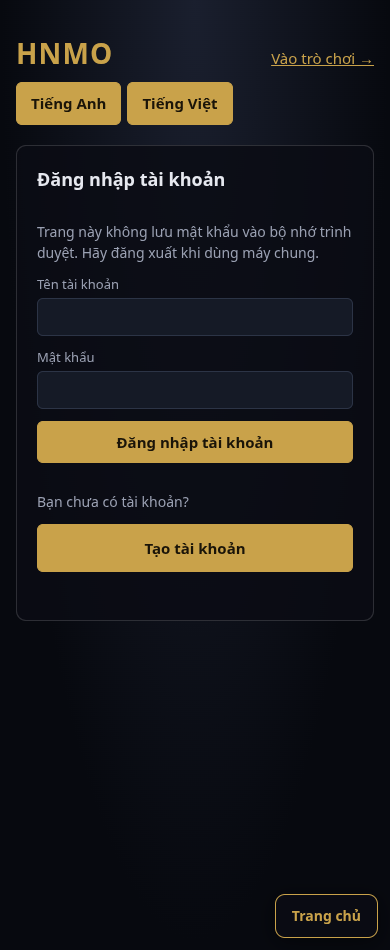 HNMO
Vào trò chơi →
Tiếng Anh
Tiếng Việt
Đăng nhập tài khoản
Trang này không lưu mật khẩu vào bộ nhớ trình
duyệt. Hãy đăng xuất khi dùng máy chung.
Tên tài khoản
Mật khẩu
Đăng nhập tài khoản
Bạn chưa có tài khoản?
Tạo tài khoản
Trang chủ